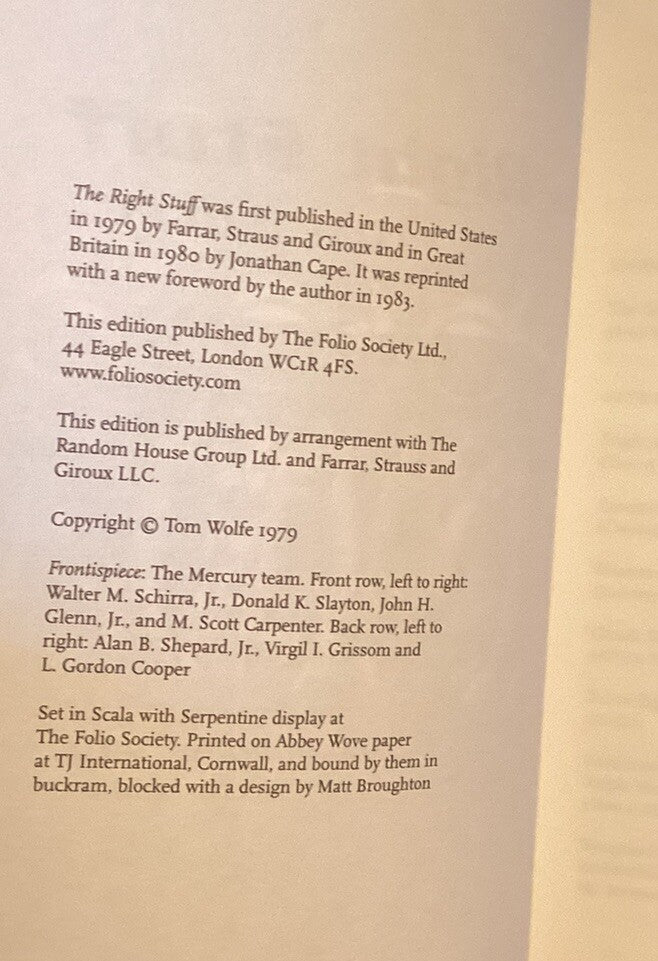 The Right Stuff was first published in the United States
in 1979 by Farrar, Straus and Giroux and in Great
Britain in 1980 by Jonathan Cape. It was reprinted
with a new foreword by the author in 1983.
This edition published by The Folio Society Ltd.,
44 Eagle Street, London WC1R 4FS.
www.foliosociety.com
This edition is published by arrangement with The
Random House Group Ltd. and Farrar, Strauss and
Giroux LLC.
Copyright © Tom Wolfe 1979
Frontispiece: The Mercury team. Front row, left to right:
Walter M. Schirra, Jr., Donald K. Slayton, John H.
Glenn, Jr., and M. Scott Carpenter. Back row, left to
right: Alan B. Shepard, Jr., Virgil I. Grissom and
L. Gordon Cooper
Set in Scala with Serpentine display at
The Folio Society. Printed on Abbey Wove paper
at TJ International, Cornwall, and bound by them in
buckram, blocked with a design by Matt Broughton